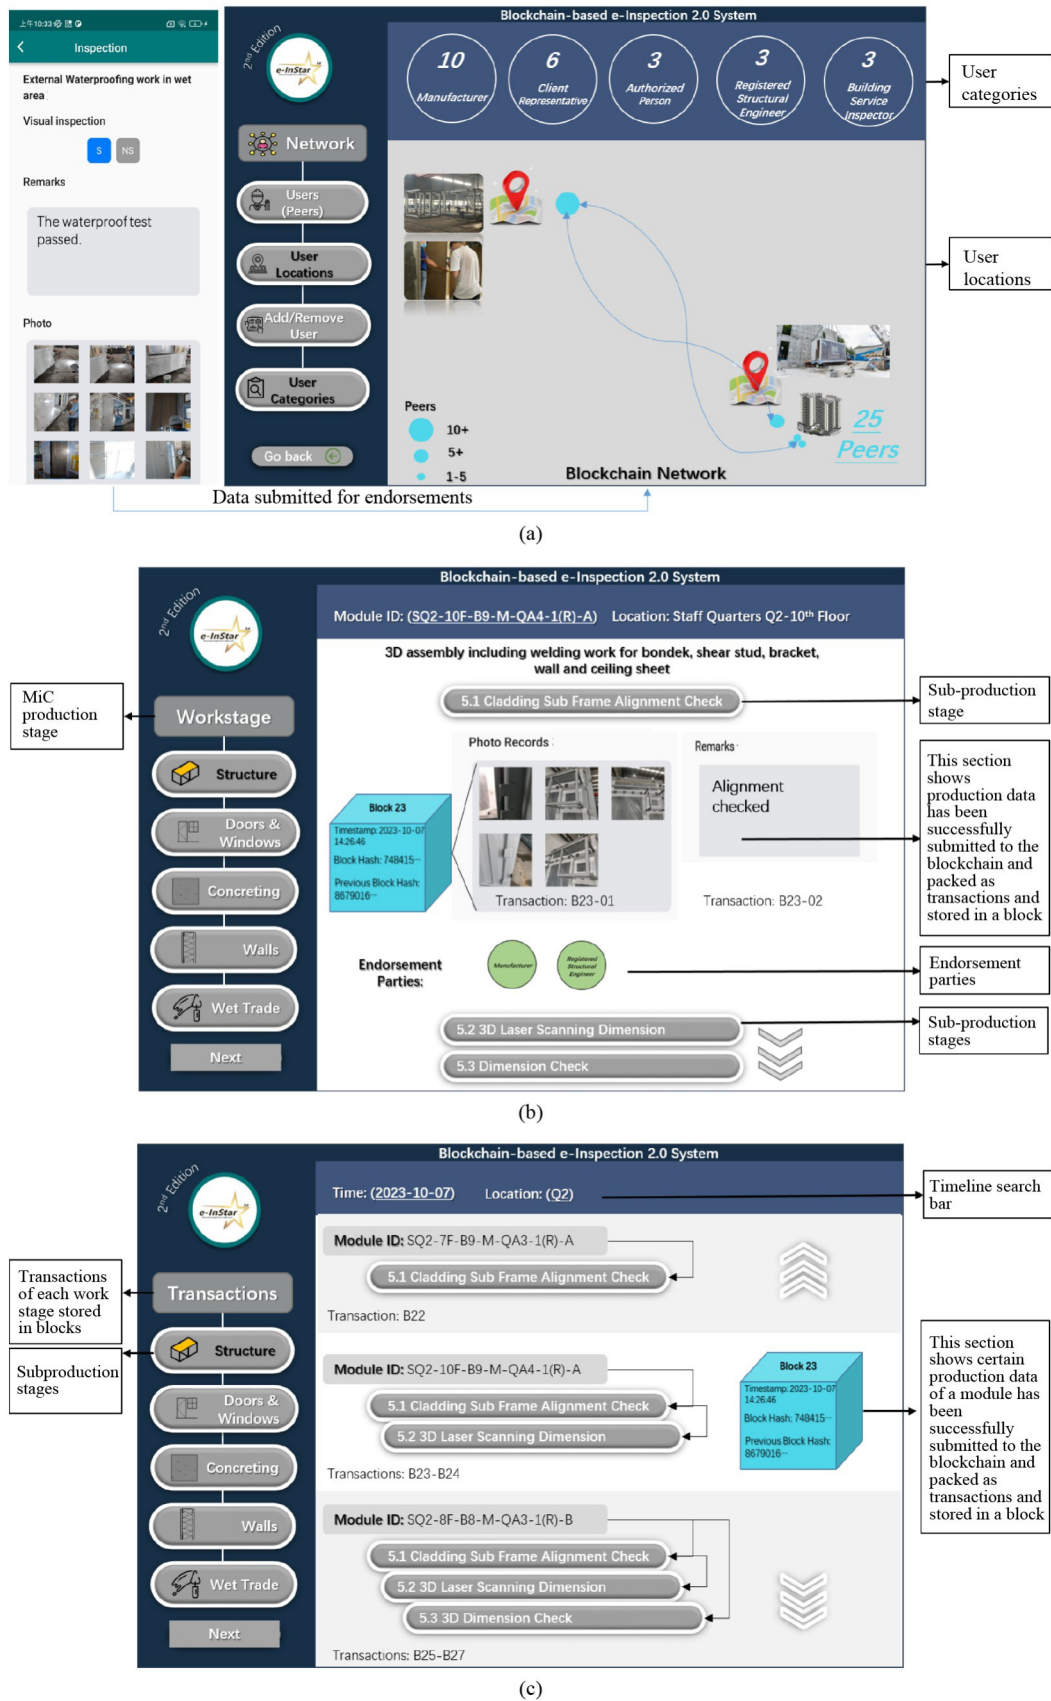 上午10:33
Inspection
External Waterproofing work in wet
area
Visual inspection
S NS
Remarks
The waterproof test
passed.
Photo
Blockchain-based e-Inspection 2.0 System
2nd Edition
e-InStar
Network
Users
(Peers)
User
Locations
Add/Remove
User
User
Categories
Go back
10
Manufacturer
6
Client
Representative
3
Authorized
Person
3
Registered
Structural
Engineer
3
Building
Service
Inspector
Peers
10+
5+
1-5
25
Peers
Blockchain Network
User
categories
User
locations
Data submitted for endorsements
(a)
Blockchain-based e-Inspection 2.0 System
2nd Edition
e-InStar
MiC
production
stage
Workstage
Structure
Doors &
Windows
Concreting
Walls
Wet Trade
Next
Module ID: (SQ2-10F-B9-M-QA4-1(R)-A) Location: Staff Quarters Q2-10th Floor
3D assembly including welding work for bondek, shear stud, bracket,
wall and ceiling sheet
5.1 Cladding Sub Frame Alignment Check
Photo Records :
Remarks
Alignment
checked
Block 23
Timestamp: 2023-10-07
14:26:46
Block Hash: 748415···
Previous Block Hash:
8679016···
Transaction: B23-01
Transaction: B23-02
Endorsement
Parties:
Manufacturer
Registered
Structural
Engineer
5.2 3D Laser Scanning Dimension
5.3 Dimension Check
Sub-production
stage
This section
shows
production data
has been
successfully
submitted to the
blockchain and
packed as
transactions and
stored in a block
Endorsement
parties
Sub-production
stages
(b)
Blockchain-based e-Inspection 2.0 System
2nd Edition
e-InStar
Transactions
of each work
stage stored
in blocks
Subproduction
stages
Transactions
Structure
Doors &
Windows
Concreting
Walls
Wet Trade
Next
Time: (2023-10-07) Location: (Q2)
Module ID: SQ2-7F-B9-M-QA3-1(R)-A
5.1 Cladding Sub Frame Alignment Check
Transaction: B22
Module ID: SQ2-10F-B9-M-QA4-1(R)-A
5.1 Cladding Sub Frame Alignment Check
5.2 3D Laser Scanning Dimension
Transactions: B23-B24
Block 23
Timestamp: 2023-10-07
14:26:46
Block Hash: 748415···
Previous Block Hash:
8679016···
Module ID: SQ2-8F-B8-M-QA3-1(R)-B
5.1 Cladding Sub Frame Alignment Check
5.2 3D Laser Scanning Dimension
5.3 3D Dimension Check
Transactions: B25-B27
Timeline search
bar
This section
shows certain
production data
of a module has
been
successfully
submitted to the
blockchain and
packed as
transactions and
stored in a block
(c)